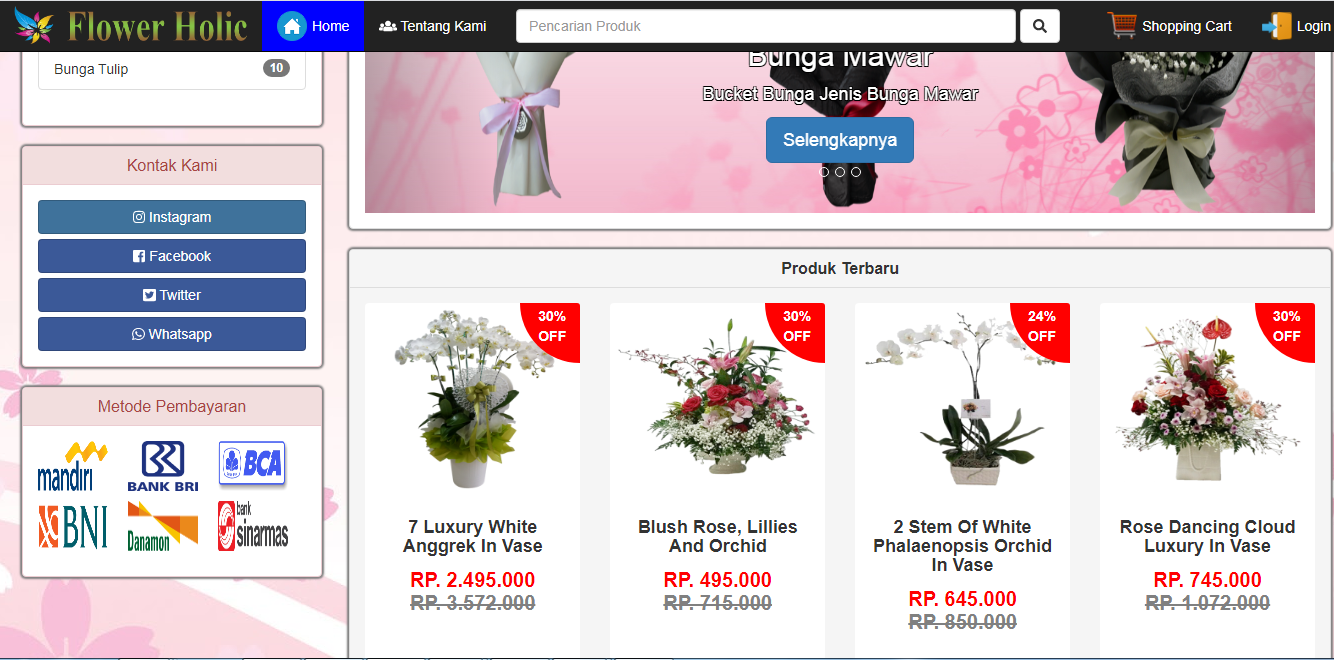 Flower Holic
Home
Tentang Kami
Pencarian Produk
Shopping Cart
Login
Bunga Tulip
10
Kontak Kami
Instagram
Facebook
Twitter
Whatsapp
Metode Pembayaran
mandırı
BANK BRI
BCA
BNI
Danamon
bank
sinarmas
Bunga Mawar
Bucket Bunga Jenis Bunga Mawar
Selengkapnya
Produk Terbaru
30%
OFF
7 Luxury White
Anggrek In Vase
RP. 2.495.000
RP. 3.572.000
30%
OFF
Blush Rose, Lillies
And Orchid
RP. 495.000
RP. 715.000
24%
OFF
2 Stem Of White
Phalaenopsis Orchid
In Vase
RP. 645.000
RP. 850.000
30%
OFF
Rose Dancing Cloud
Luxury In Vase
RP. 745.000
RP. 1.072.000